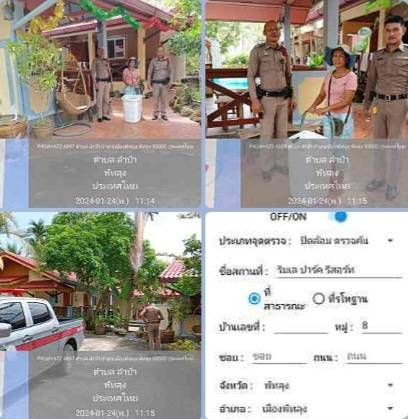 ตำบล ลำปำ
พัทลุง
ประเทศไทย
2024-01-24(พ.) 11:14
ตำบล ลำปำ
พัทลุง
ประเทศไทย
2024-01-24(พ.) 11:15
ตำบล ลำปำ
พัทลุง
ประเทศไทย
2024-01-24(พ.) 11:15
OFF/ON
ประเภทจุดตรวจ : ปิดล้อม ตรวจค้น
ชื่อสถานที่ : ริมเล ปาร์ค รีสอร์ท
ที่สาธารณะ
ที่รโหฐาน
บ้านเลขที่ : หมู่ : 8
ซอย : ซอย ถนน : ถนน
จังหวัด : พัทลุง
อำเภอ : เมืองพัทลุง